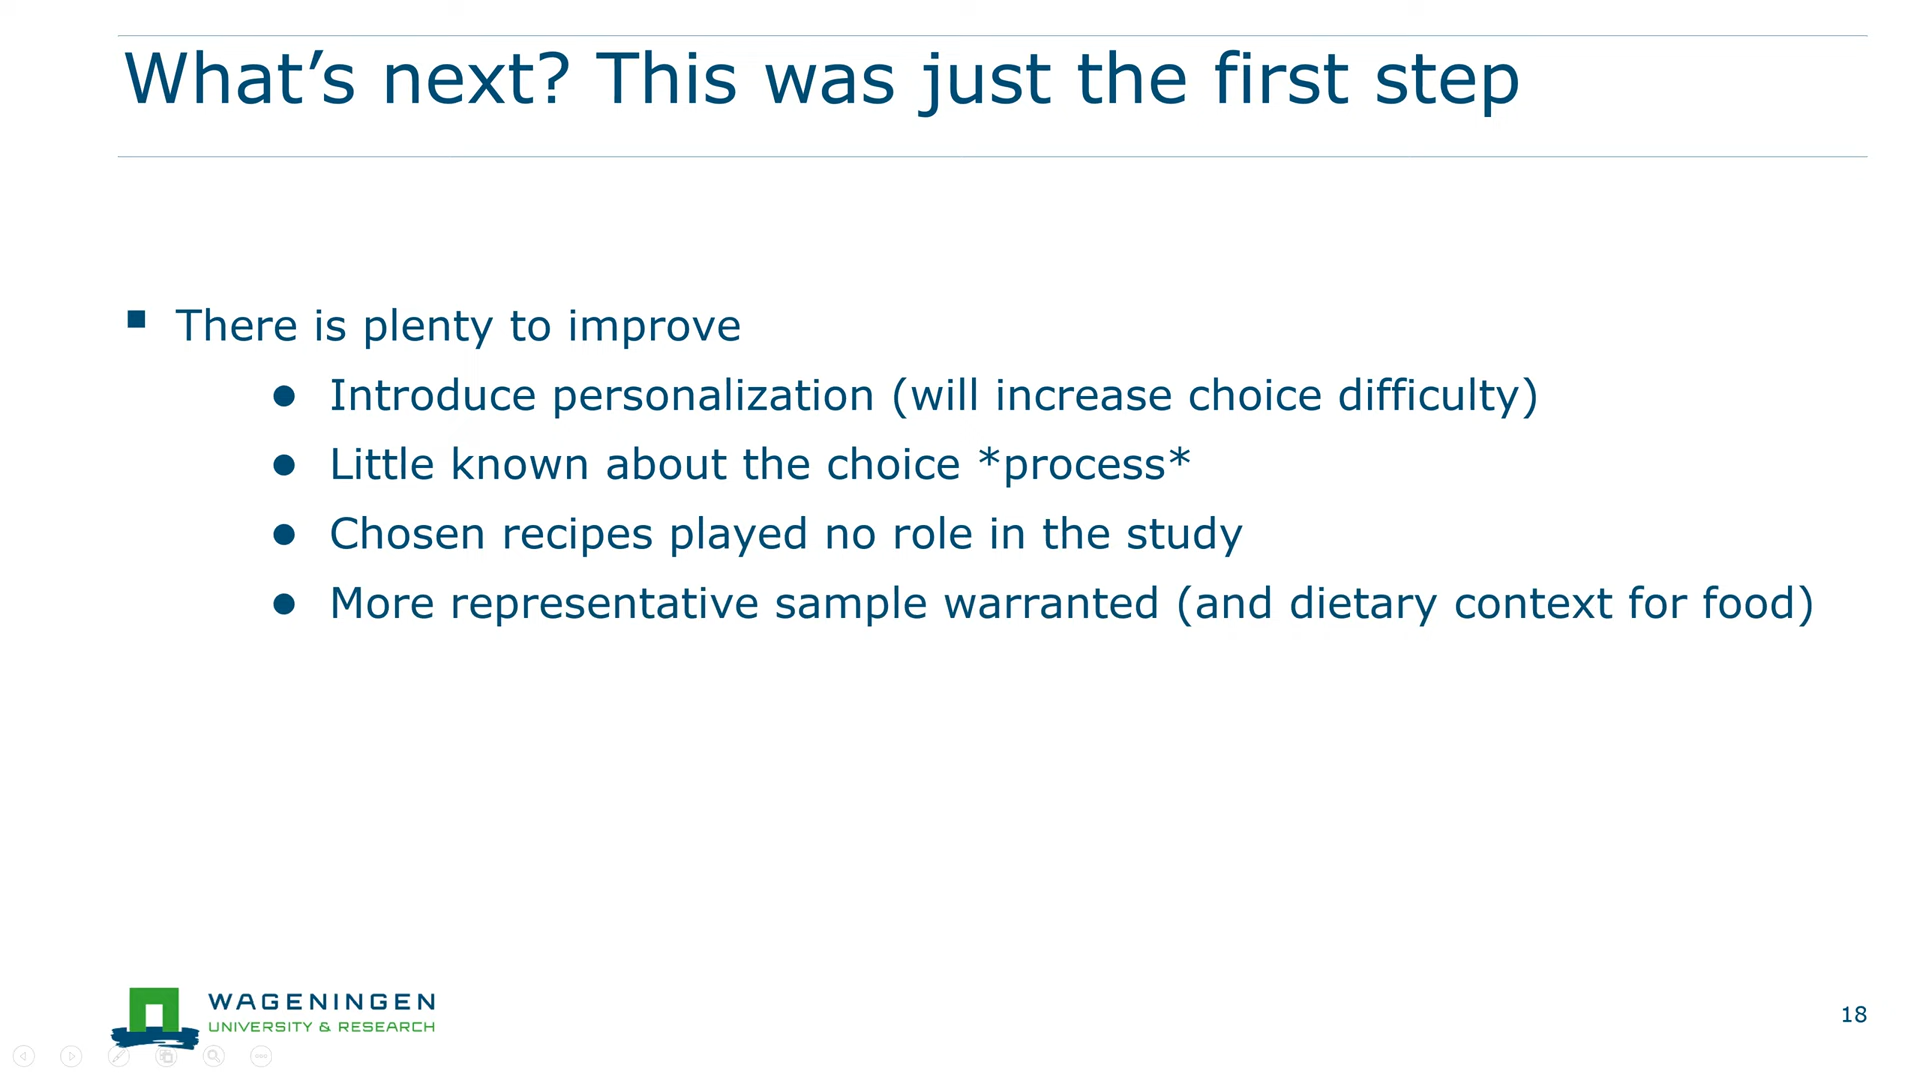 What’s next? This was just the first step
There is plenty to improve
Introduce personalization (will increase choice difficulty)
Little known about the choice *process*
Chosen recipes played no role in the study
More representative sample warranted (and dietary context for food)
WAGENINGEN
UNIVERSITY & RESEARCH
18